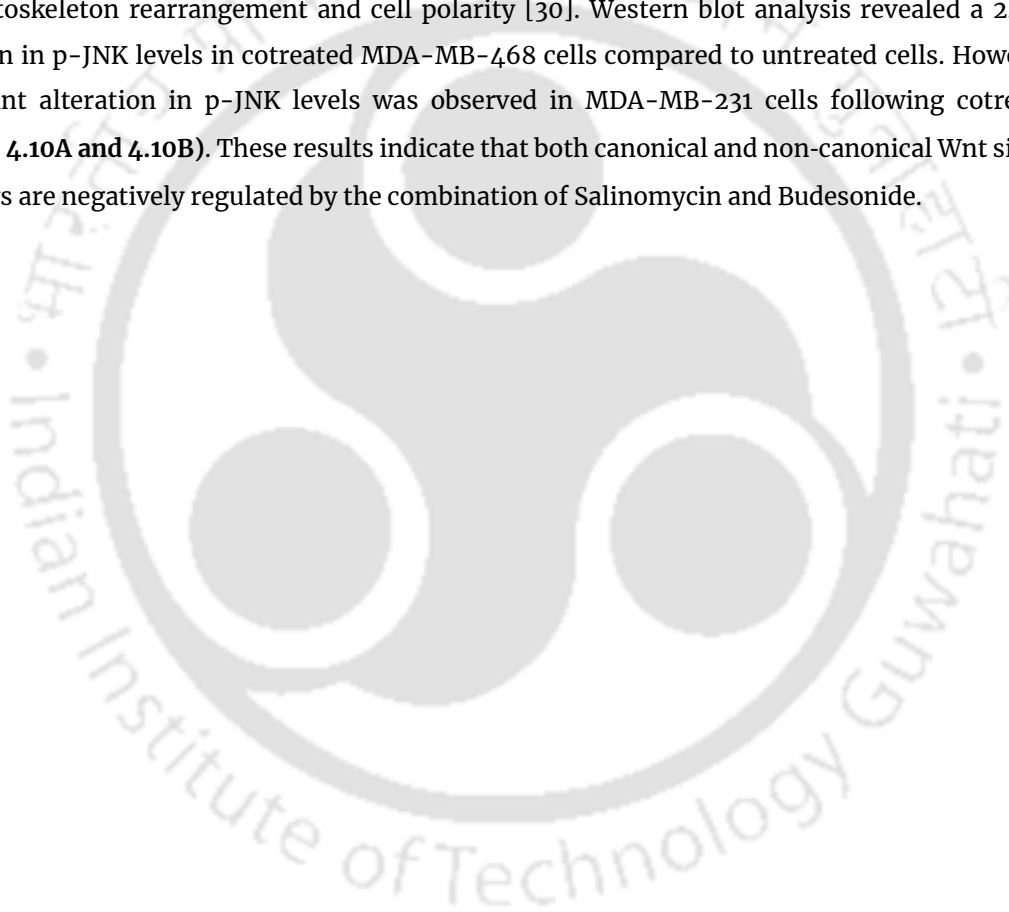 toskeleton rearrangement and cell polarity [30]. Western blot analysis revealed a 2
n in p-JNK levels in cotreated MDA-MB-468 cells compared to untreated cells. Howe
nt alteration in p-JNK levels was observed in MDA-MB-231 cells following cotre
4.10A and 4.10B). These results indicate that both canonical and non-canonical Wnt si
s are negatively regulated by the combination of Salinomycin and Budesonide.
• Indian Institute of Technology Guwahati •